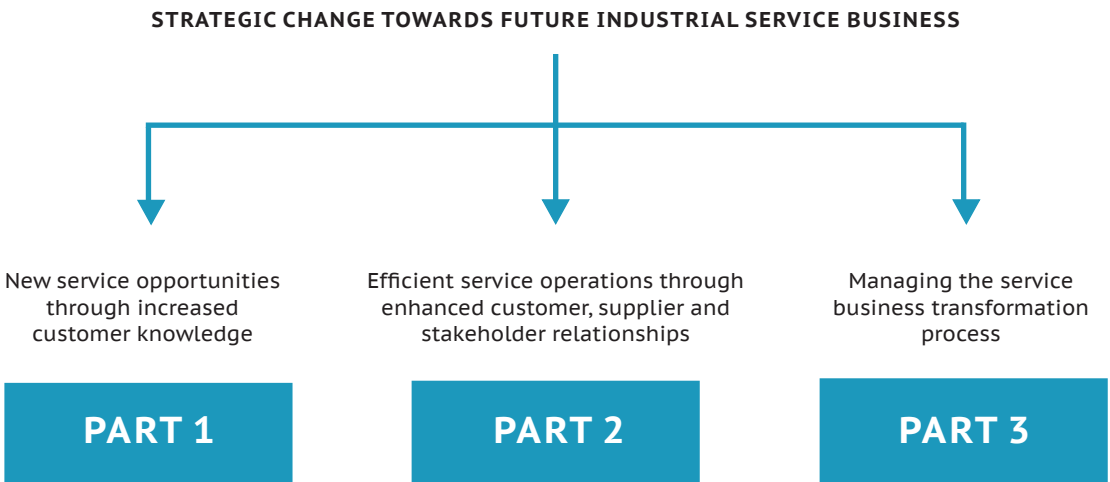 STRATEGIC CHANGE TOWARDS FUTURE INDUSTRIAL SERVICE BUSINESS
New service opportunities
through increased
customer knowledge
Efficient service operations through
enhanced customer, supplier and
stakeholder relationships
Managing the service
business transformation
process
PART 1
PART 2
PART 3